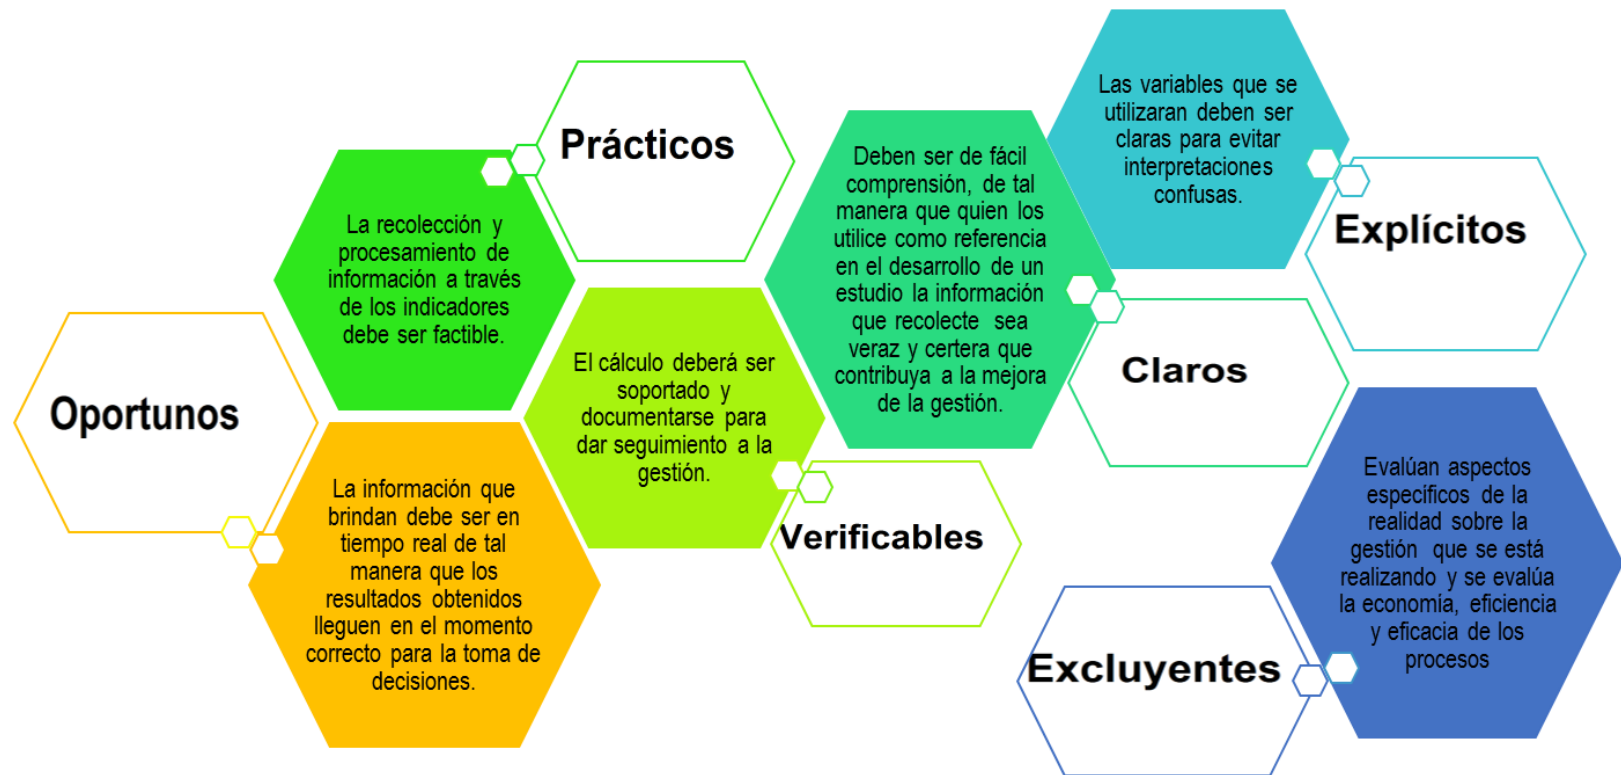 Oportunos
La información que
brindan debe ser en
tiempo real de tal
manera que los
resultados obtenidos
lleguen en el momento
correcto para la toma de
decisiones.
Prácticos
La recolección y
procesamiento de
información a través
de los indicadores
debe ser factible.
El cálculo deberá ser
soportado y
documentarse para
dar seguimiento a la
gestión.
Verificables
Deben ser de fácil
comprensión, de tal
manera que quien los
utilice como referencia
en el desarrollo de un
estudio la información
que recolecte sea
veraz y certera que
contribuya a la mejora
de la gestión.
Claros
Las variables que se
utilizaran deben ser
claras para evitar
interpretaciones
confusas.
Explícitos
Evalúan aspectos
específicos de la
realidad sobre la
gestión que se está
realizando y se evalúa
la economía, eficiencia
y eficacia de los
procesos
Excluyentes